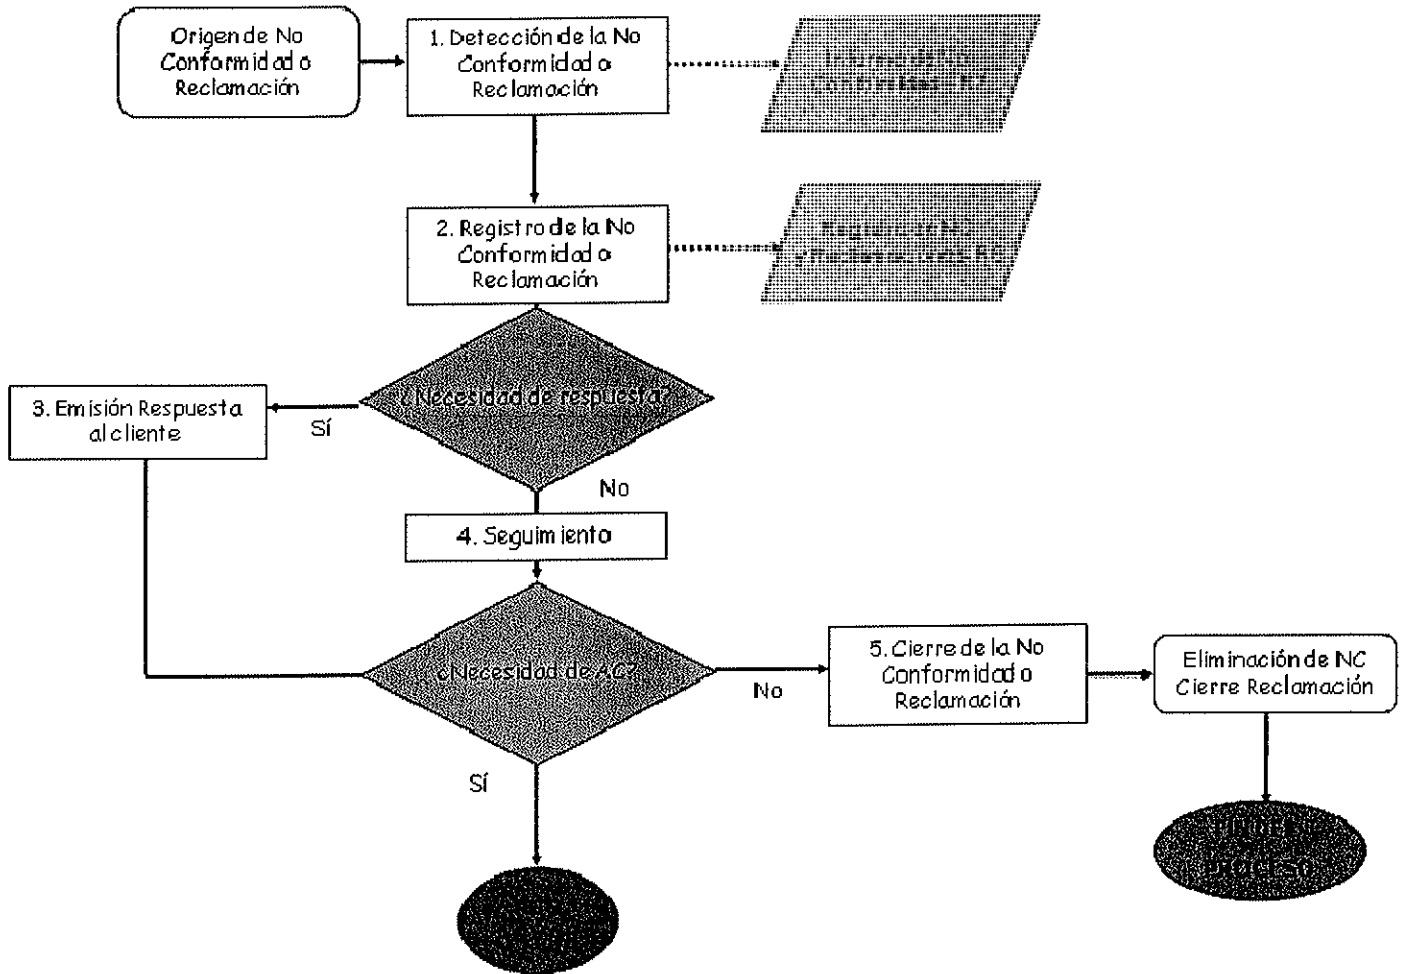 Origen de No
Conformidad o
Reclamación
1. Detección de la No
Conformidad o
Reclamación
2. Registro de la No
Conformidad o
Reclamación
¿Necesidad de respuesta?
3. Emisión Respuesta
al cliente
Sí
No
4. Seguimiento
¿Necesidad de AC?
No
5. Cierre de la No
Conformidad o
Reclamación
Eliminación de NC
Cierre Reclamación
Sí